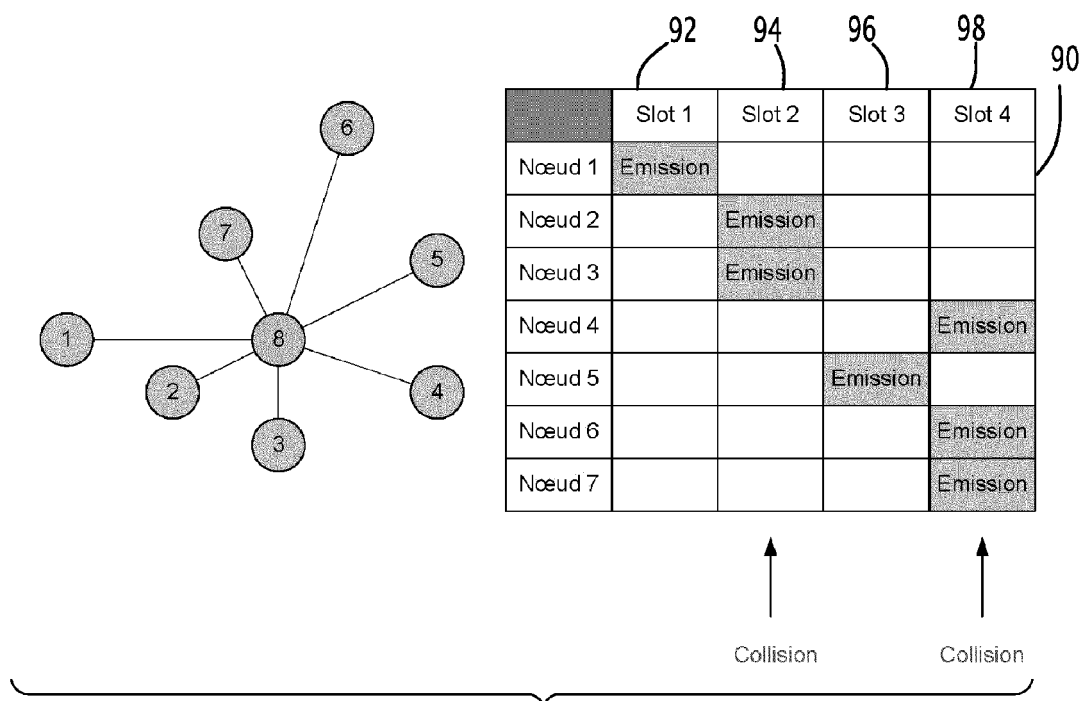 92 94 96 98
90
Slot 1 Slot 2 Slot 3 Slot 4
Nœud 1 Emission
Nœud 2 Emission
Nœud 3 Emission
Nœud 4 Emission
Nœud 5 Emission
Nœud 6 Emission
Nœud 7 Emission
6
7
5
1
8
2
4
3
Collision Collision